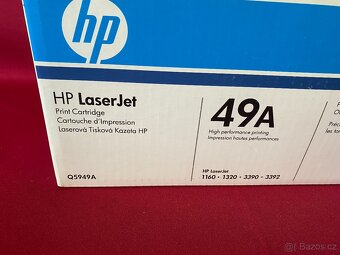 hp
HP LaserJet
Print Cartridge
Cartouche d'Impression
Laserová Tisková Kazeta HP
49A
High performance printing
Impression hautes performances
HP LaserJet
1160 • 1320 • 3390 • 3392
Q5949A
Bazoš.cz